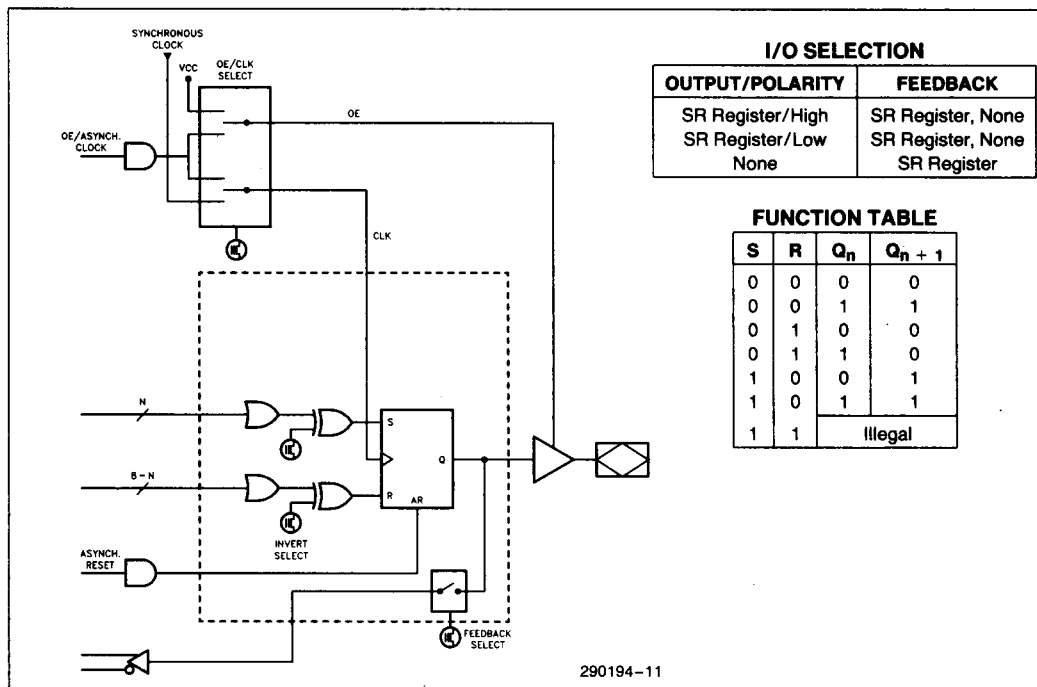 SYNCHRONOUS
CLOCK
VCC
OE/CLK
SELECT
OE
OE/ASYNCH.
CLOCK
CLK
N
8-N
S
Q
R
AR
INVERT
SELECT
ASYNCH.
RESET
FEEDBACK
SELECT
I/O SELECTION
OUTPUT/POLARITY FEEDBACK
SR Register/High SR Register, None
SR Register/Low SR Register, None
None SR Register
FUNCTION TABLE
S R Qn Qn + 1
0 0 0 0
0 0 1 1
0 1 0 0
0 1 1 0
1 0 0 1
1 0 1 1
1 1 Illegal
290194-11